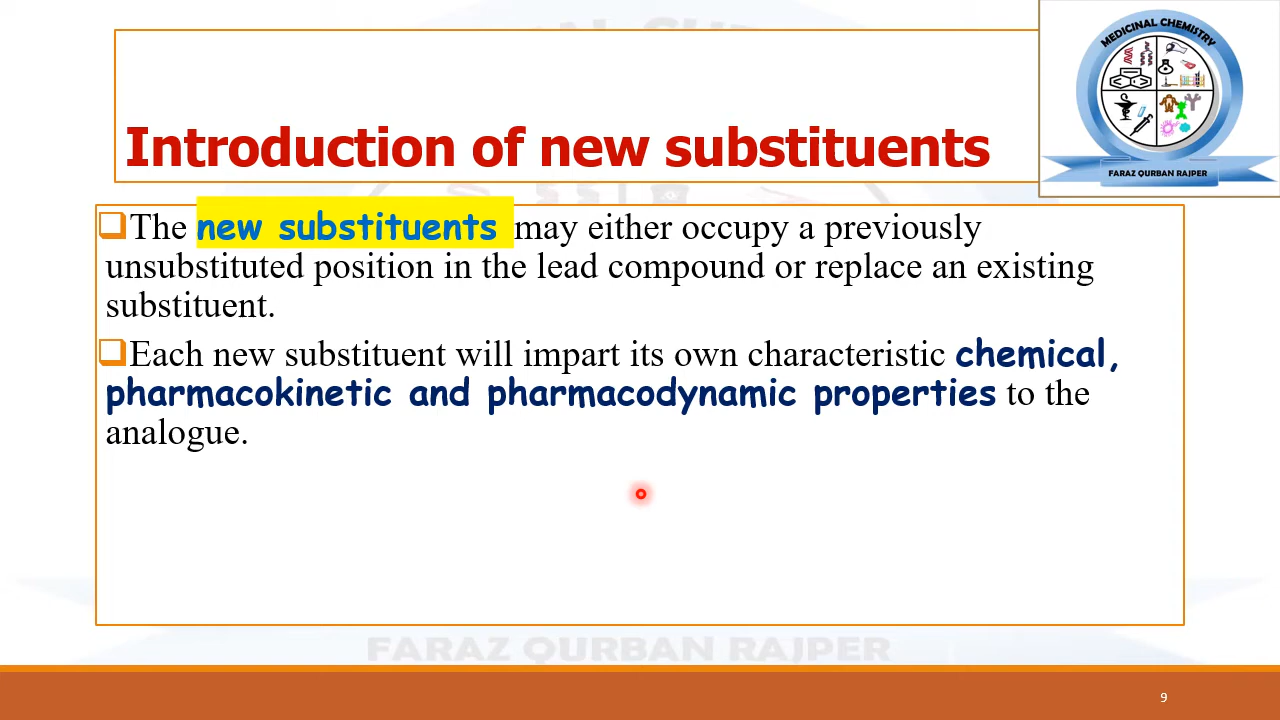 MEDICINAL CHEMISTRY
FARAZ QURBAN RAJPER
Introduction of new substituents
The new substituents may either occupy a previously
unsubstituted position in the lead compound or replace an existing
substituent.
Each new substituent will impart its own characteristic chemical,
pharmacokinetic and pharmacodynamic properties to the
analogue.
FARAZ QURBAN RAJPER
9